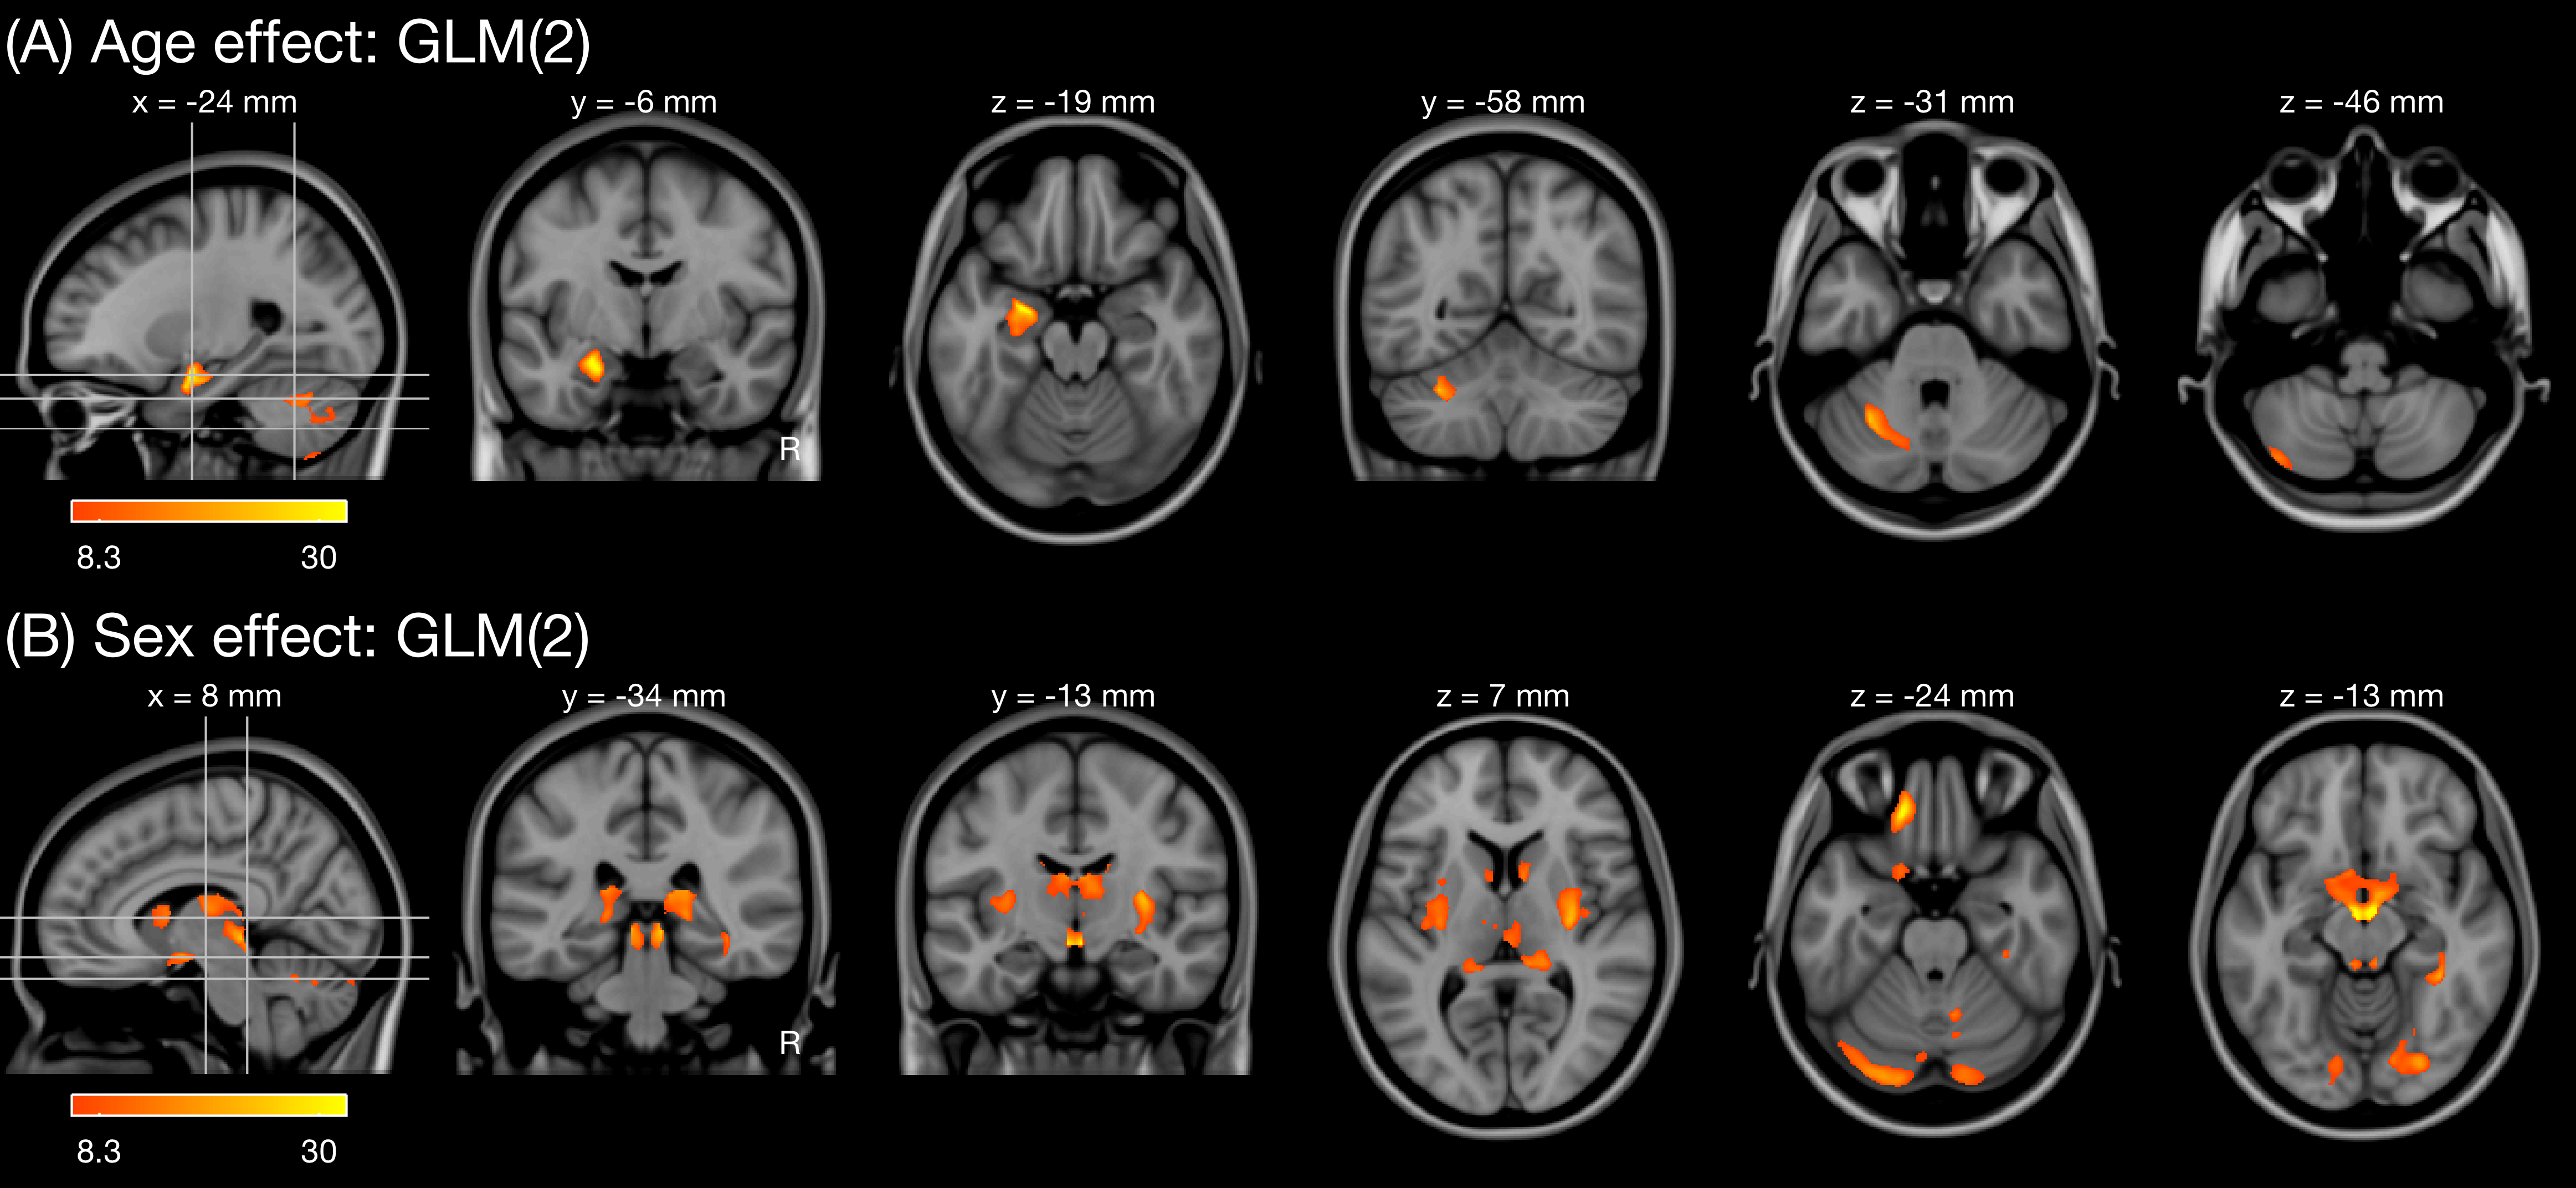 (A) Age effect: GLM(2)
x = -24 mm
y = -6 mm
z = -19 mm
y = -58 mm
z = -31 mm
z = -46 mm
R
8.3
30
(B) Sex effect: GLM(2)
x = 8 mm
y = -34 mm
y = -13 mm
z = 7 mm
z = -24 mm
z = -13 mm
R
8.3
30